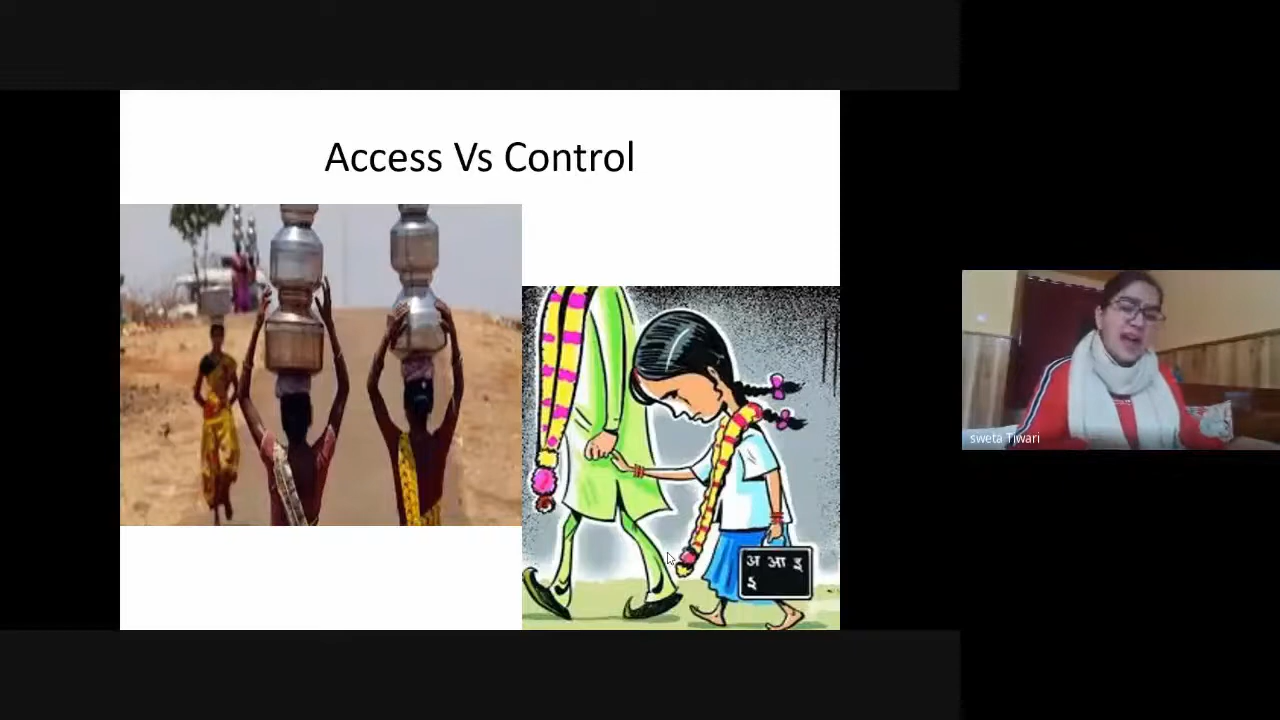 Access Vs Control
अ आ इ
इ
sweta Tiwari